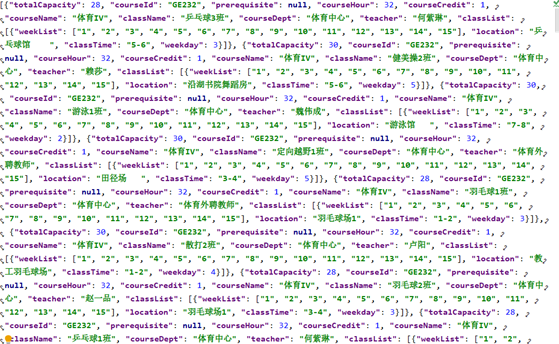 [{"totalCapacity": 28, "courseId": "GE232", "prerequisite": null, "courseHour": 32, "courseCredit": 1,
"courseName": "体育IV", "className": "乒乓球3班", "courseDept": "体育中心", "teacher": "何紫琳", "classList":
[{"weekList": ["1", "2", "3", "4", "5", "6", "7", "8", "9", "10", "11", "12", "13", "14", "15"], "location": "乒
乓球馆    ", "classTime": "5-6", "weekday": 3}]}, {"totalCapacity": 30, "courseId": "GE232", "prerequisite":
null, "courseHour": 32, "courseCredit": 1, "courseName": "体育IV", "className": "健美操2班", "courseDept": "体育中
心", "teacher": "赖莎", "classList": [{"weekList": ["1", "2", "3", "4", "5", "6", "7", "8", "9", "10", "11",
"12", "13", "14", "15"], "location": "沿湖书院舞蹈房", "classTime": "5-6", "weekday": 5}]}, {"totalCapacity": 30,
"courseId": "GE232", "prerequisite": null, "courseHour": 32, "courseCredit": 1, "courseName": "体育IV",
"className": "游泳1班", "courseDept": "体育中心", "teacher": "魏伟成", "classList": [{"weekList": ["1", "2", "3",
"4", "5", "6", "7", "8", "9", "10", "11", "12", "13", "14", "15"], "location": "游泳馆    ", "classTime": "7-8",
"weekday": 3}]}, {"totalCapacity": 30, "courseId": "GE232", "prerequisite": null, "courseHour": 32,
"courseCredit": 1, "courseName": "体育IV", "className": "定向越野1班", "courseDept": "体育中心", "teacher": "体育外
聘教师", "classList": [{"weekList": ["1", "2", "3", "4", "5", "6", "7", "8", "9", "10", "11", "12", "13", "14",
"15"], "location": "田径场    ", "classTime": "3-4", "weekday": 5}]}, {"totalCapacity": 28, "courseId": "GE232",
"prerequisite": null, "courseHour": 32, "courseCredit": 1, "courseName": "体育IV", "className": "羽毛球1班",
"courseDept": "体育中心", "teacher": "体育外聘教师", "classList": [{"weekList": ["1", "2", "3", "4", "5", "6",
"7", "8", "9", "10", "11", "12", "13", "14", "15"], "location": "羽毛球场1", "classTime": "1-2", "weekday": 3}]},
{"totalCapacity": 30, "courseId": "GE232", "prerequisite": null, "courseHour": 32, "courseCredit": 1,
"courseName": "体育IV", "className": "散打2班", "courseDept": "体育中心", "teacher": "卢阳", "classList":
[{"weekList": ["1", "2", "3", "4", "5", "6", "7", "8", "9", "10", "11", "12", "13", "14", "15"], "location": "教
工羽毛球场", "classTime": "1-2", "weekday": 4}]}, {"totalCapacity": 28, "courseId": "GE232", "prerequisite":
null, "courseHour": 32, "courseCredit": 1, "courseName": "体育IV", "className": "羽毛球2班", "courseDept": "体育中
心", "teacher": "赵一品", "classList": [{"weekList": ["1", "2", "3", "4", "5", "6", "7", "8", "9", "10", "11",
"12", "13", "14", "15"], "location": "羽毛球场1", "classTime": "3-4", "weekday": 5}]}, {"totalCapacity": 28,
"courseId": "GE232", "prerequisite": null, "courseHour": 32, "courseCredit": 1, "courseName": "体育IV",
"className": "乒乓球1班", "courseDept": "体育中心", "teacher": "何紫琳", "classList": [{"weekList": ["1", "2",